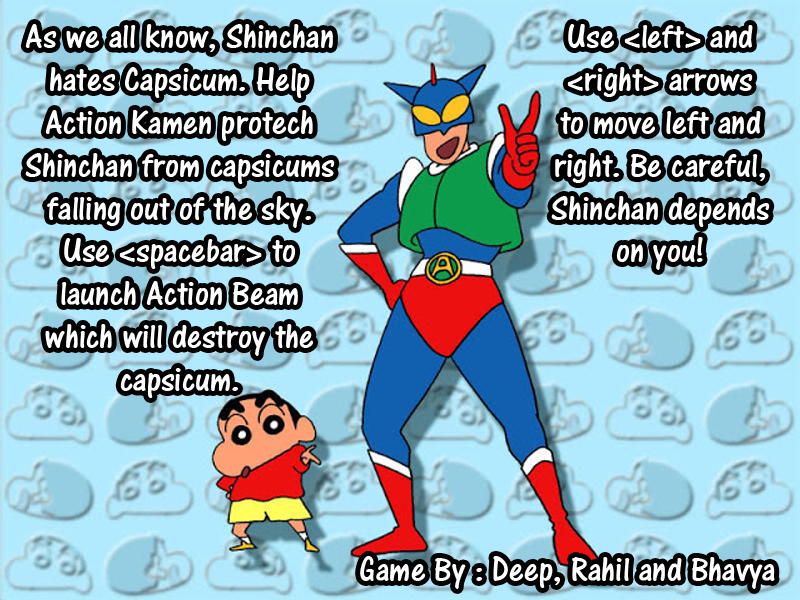 As we all know, Shinchan
hates Capsicum. Help
Action Kamen protech
Shinchan from capsicums
falling out of the sky.
Use <spacebar> to
launch Action Beam
which will destroy the
capsicum.
Use <left> and
<right> arrows
to move left and
right. Be careful,
Shinchan depends
on you!
A
Game By : Deep, Rahil and Bhavya